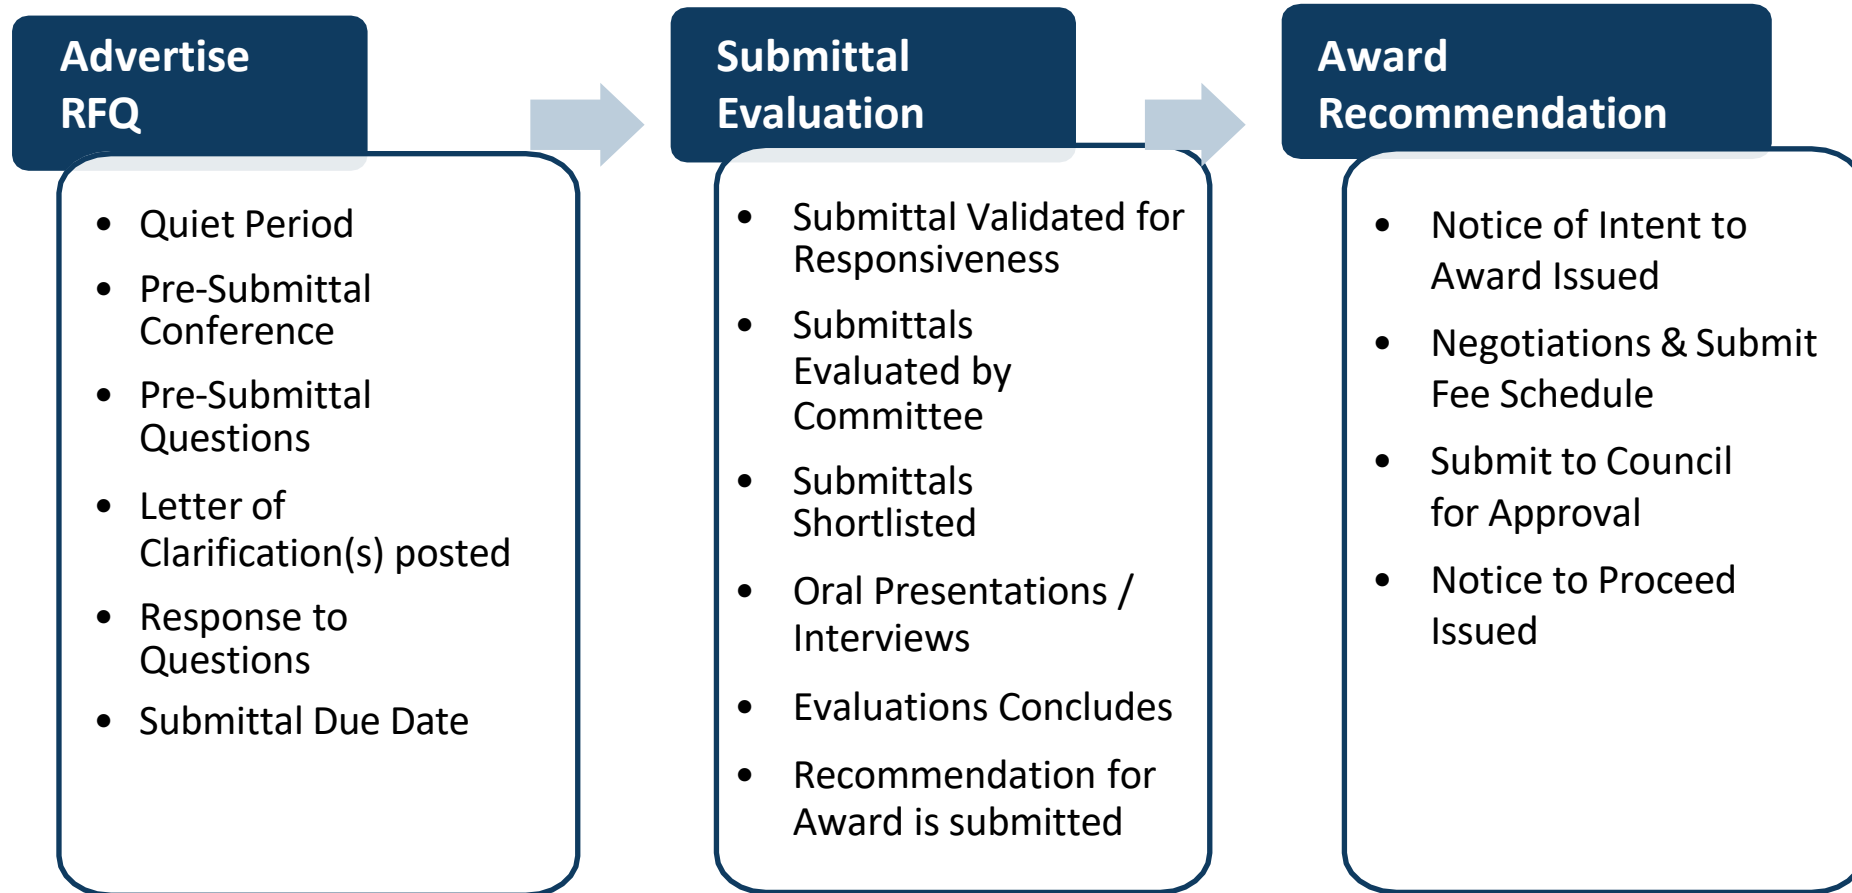 Advertise
RFQ
• Quiet Period
• Pre-Submittal
Conference
• Pre-Submittal
Questions
• Letter of
Clarification(s) posted
• Response to
Questions
• Submittal Due Date
Submittal
Evaluation
• Submittal Validated for
Responsiveness
• Submittals
Evaluated by
Committee
• Submittals
Shortlisted
• Oral Presentations /
Interviews
• Evaluations Concludes
• Recommendation for
Award is submitted
Award
Recommendation
• Notice of Intent to
Award Issued
• Negotiations & Submit
Fee Schedule
• Submit to Council
for Approval
• Notice to Proceed
Issued